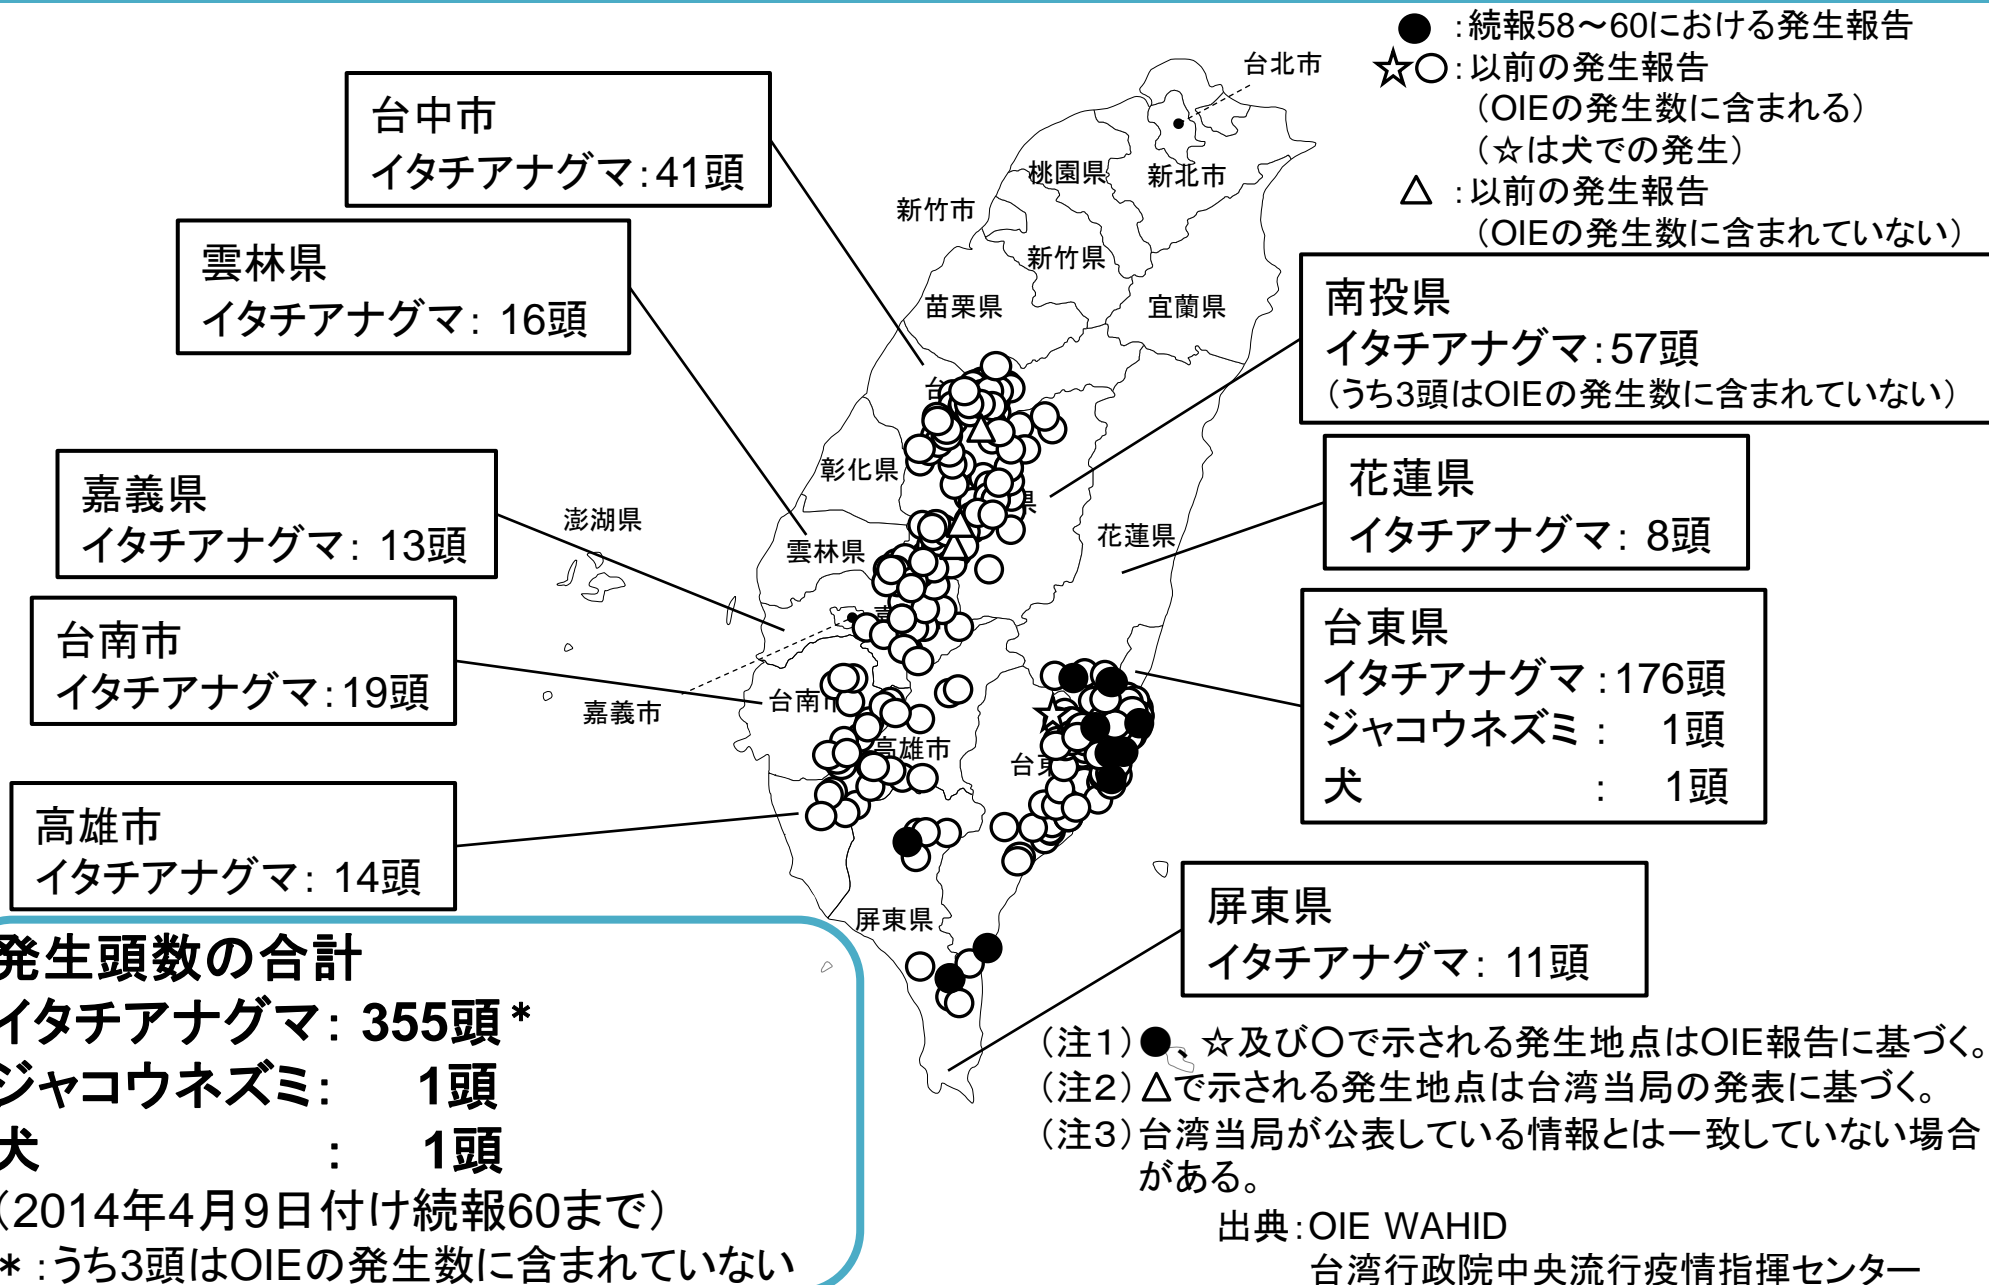 ● :続報58~60における発生報告
☆○:以前の発生報告
(OIEの発生数に含まれる)
(☆は犬での発生)
△ :以前の発生報告
(OIEの発生数に含まれていない)
台中市
イタチアナグマ:41頭
雲林県
イタチアナグマ: 16頭
嘉義県
イタチアナグマ: 13頭
台南市
イタチアナグマ:19頭
高雄市
イタチアナグマ: 14頭
南投県
イタチアナグマ:57頭
(うち3頭はOIEの発生数に含まれていない)
花蓮県
イタチアナグマ: 8頭
台東県
イタチアナグマ:176頭
ジャコウネズミ: 1頭
犬 : 1頭
屏東県
イタチアナグマ: 11頭
台北市
桃園県
新北市
新竹市
新竹県
苗栗県
宜蘭県
台
彰化県
県
花蓮県
澎湖県
雲林県
嘉
嘉義市
台南市
高雄市
台東
屏東県
発生頭数の合計
イタチアナグマ: 355頭*
ジャコウネズミ: 1頭
犬 : 1頭
(2014年4月9日付け続報60まで)
*:うち3頭はOIEの発生数に含まれていない
(注1)●、☆及び○で示される発生地点はOIE報告に基づく。
(注2)△で示される発生地点は台湾当局の発表に基づく。
(注3)台湾当局が公表している情報とは一致していない場合
がある。
出典:OIE WAHID
台湾行政院中央流行疫情指揮センター